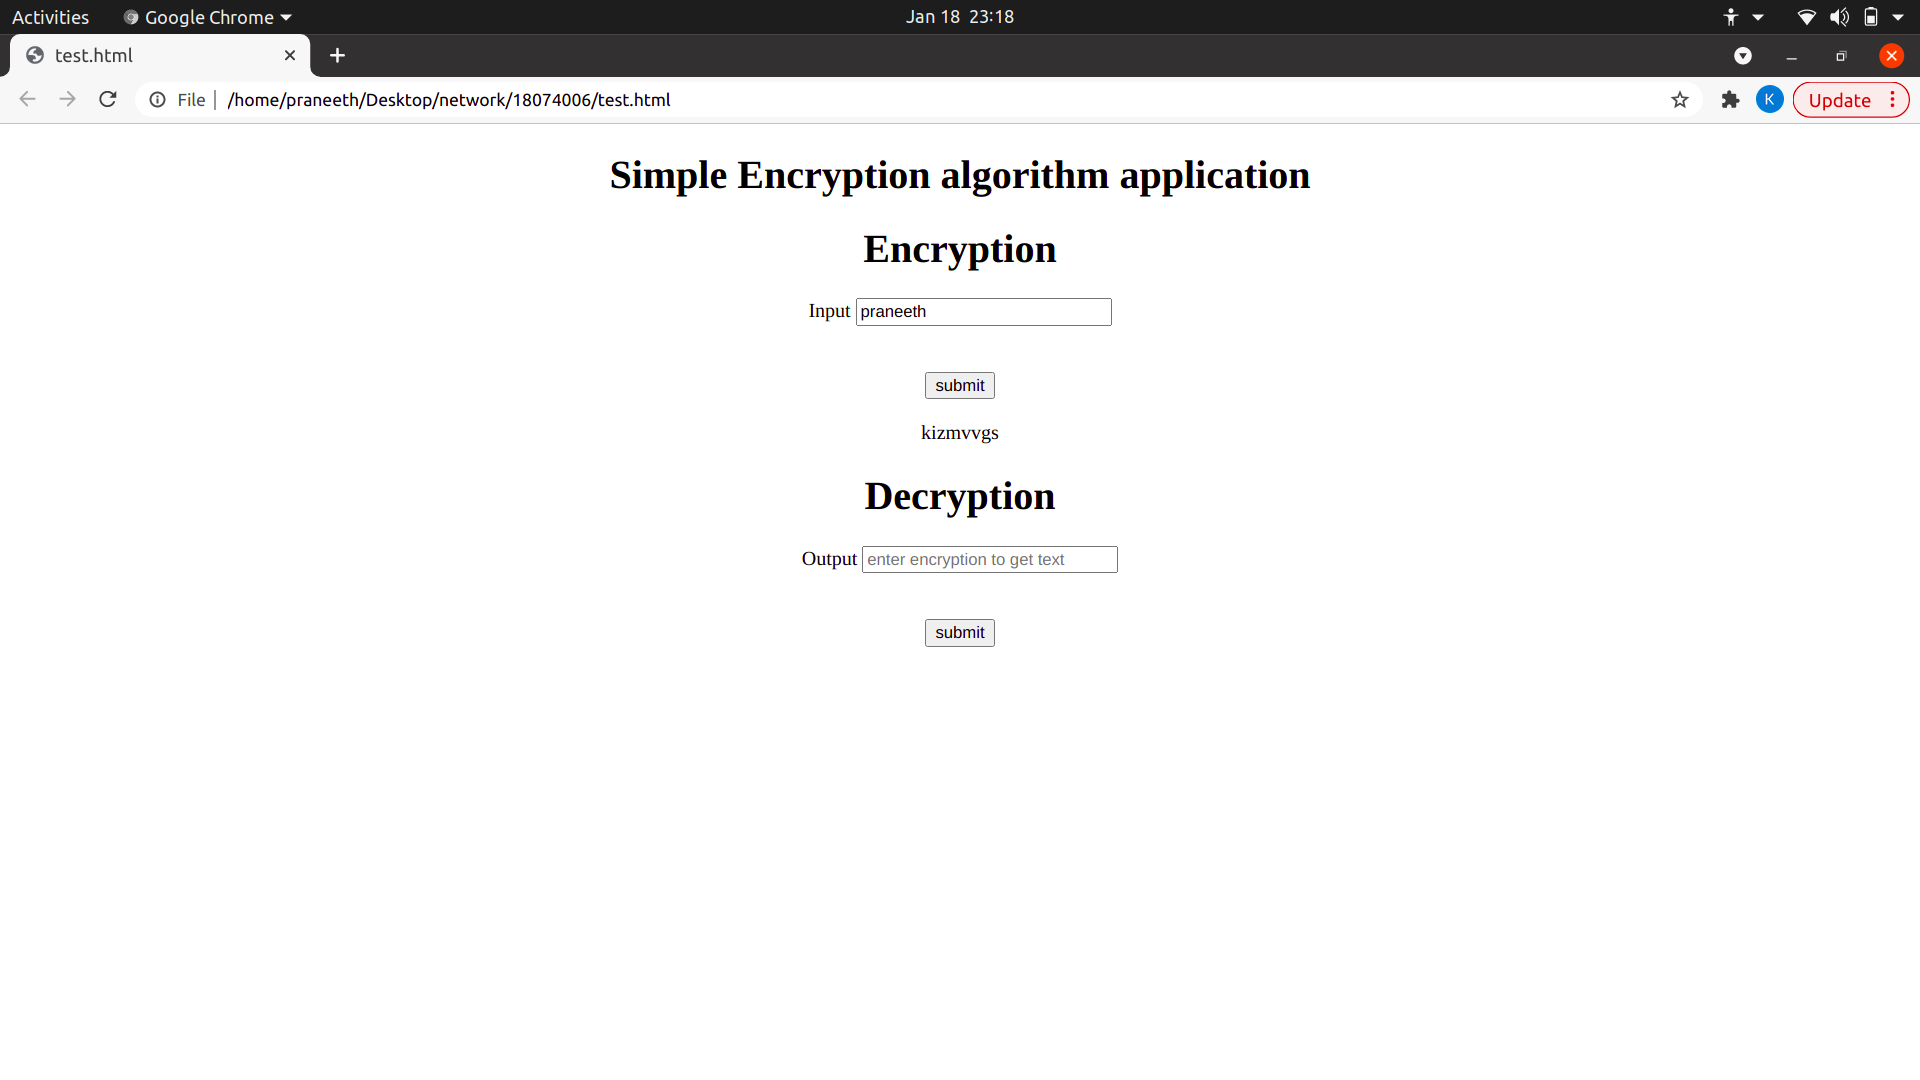 Activities Google Chrome Jan 18 23:18
test.html
File /home/praneeth/Desktop/network/18074006/test.html K Update
Simple Encryption algorithm application
Encryption
Input praneeth
submit
kizmvvgs
Decryption
Output enter encryption to get text
submit